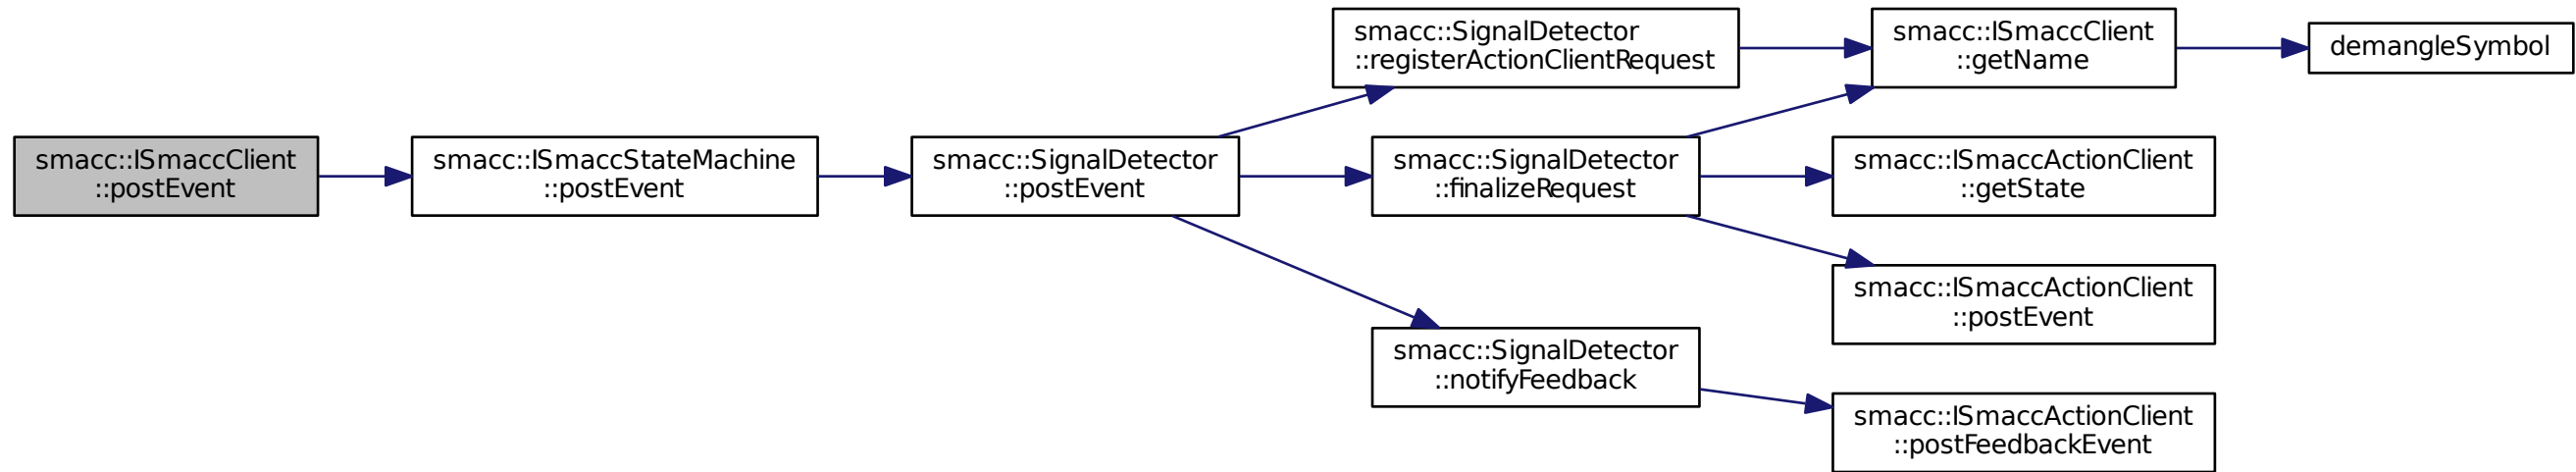 smacc::ISmaccClient
::postEvent
smacc::ISmaccStateMachine
::postEvent
smacc::SignalDetector
::postEvent
smacc::SignalDetector
::registerActionClientRequest
smacc::SignalDetector
::finalizeRequest
smacc::SignalDetector
::notifyFeedback
smacc::ISmaccClient
::getName
smacc::ISmaccActionClient
::getState
smacc::ISmaccActionClient
::postEvent
smacc::ISmaccActionClient
::postFeedbackEvent
demangleSymbol